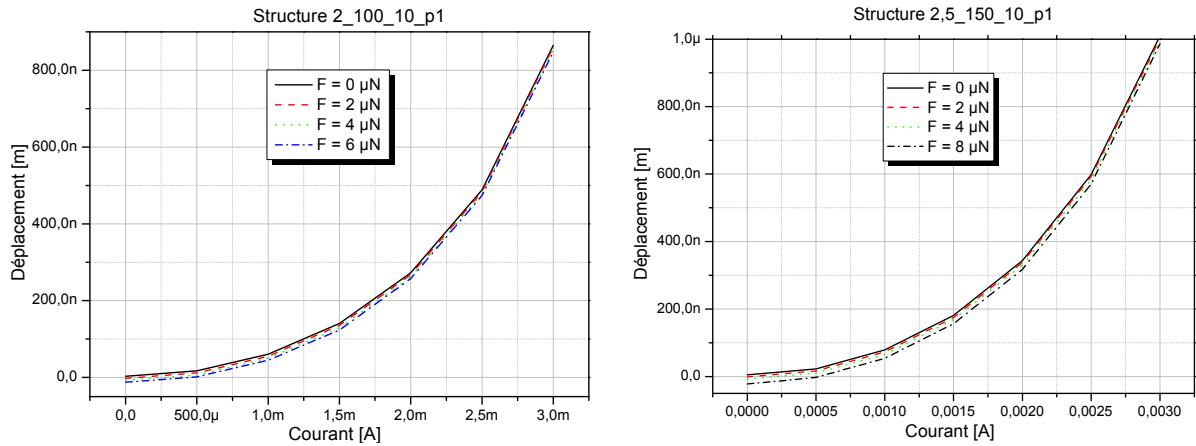 Structure 2_100_10_p1
F = 0 µN
F = 2 µN
F = 4 µN
F = 6 µN
800,0n
600,0n
400,0n
200,0n
0,0
Déplacement [m]
0,0
500,0µ
1,0m
1,5m
2,0m
2,5m
3,0m
Courant [A]
Structure 2,5_150_10_p1
F = 0 µN
F = 2 µN
F = 4 µN
F = 8 µN
1,0µ
800,0n
600,0n
400,0n
200,0n
0,0
Déplacement [m]
0,0000
0,0005
0,0010
0,0015
0,0020
0,0025
0,0030
Courant [A]